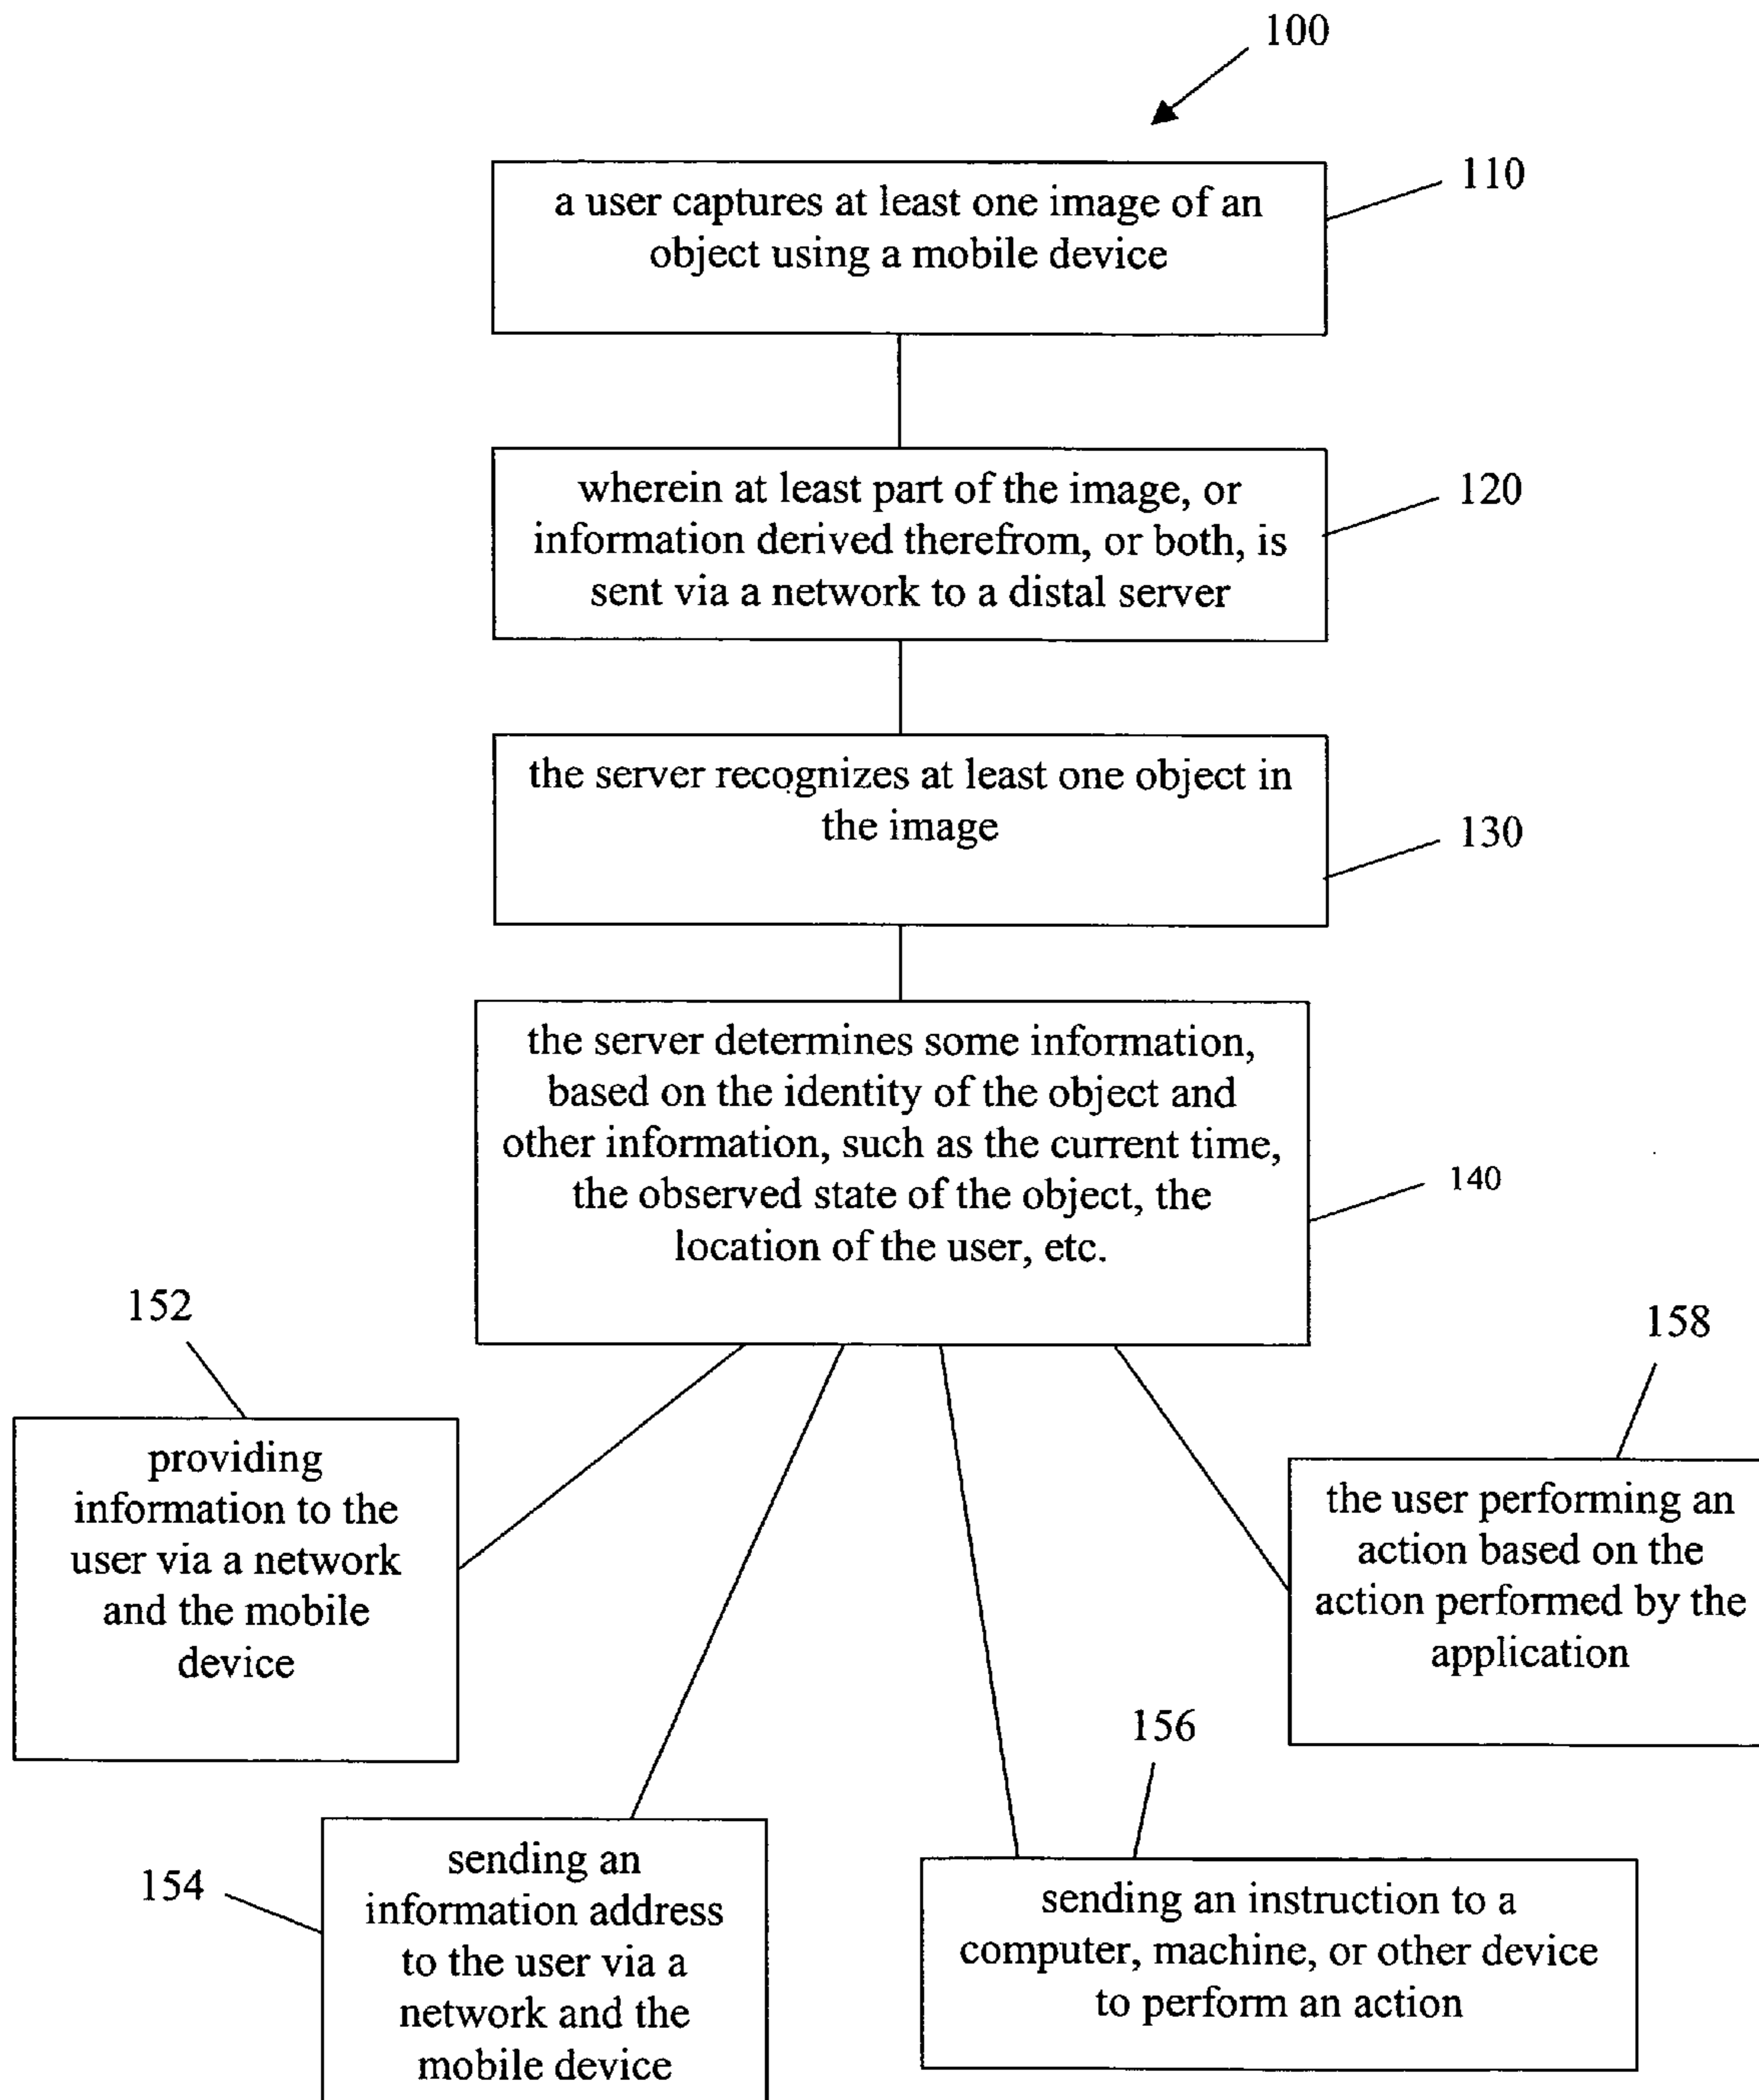 100
110
a user captures at least one image of an
object using a mobile device
120
wherein at least part of the image, or
information derived therefrom, or both, is
sent via a network to a distal server
the server recognizes at least one object in
the image
130
the server determines some information,
based on the identity of the object and
other information, such as the current time,
the observed state of the object, the
location of the user, etc.
140
152
providing
information to the
user via a network
and the mobile
device
158
the user performing an
action based on the
action performed by the
application
154
sending an
information address
to the user via a
network and the
mobile device
156
sending an instruction to a
computer, machine, or other device
to perform an action